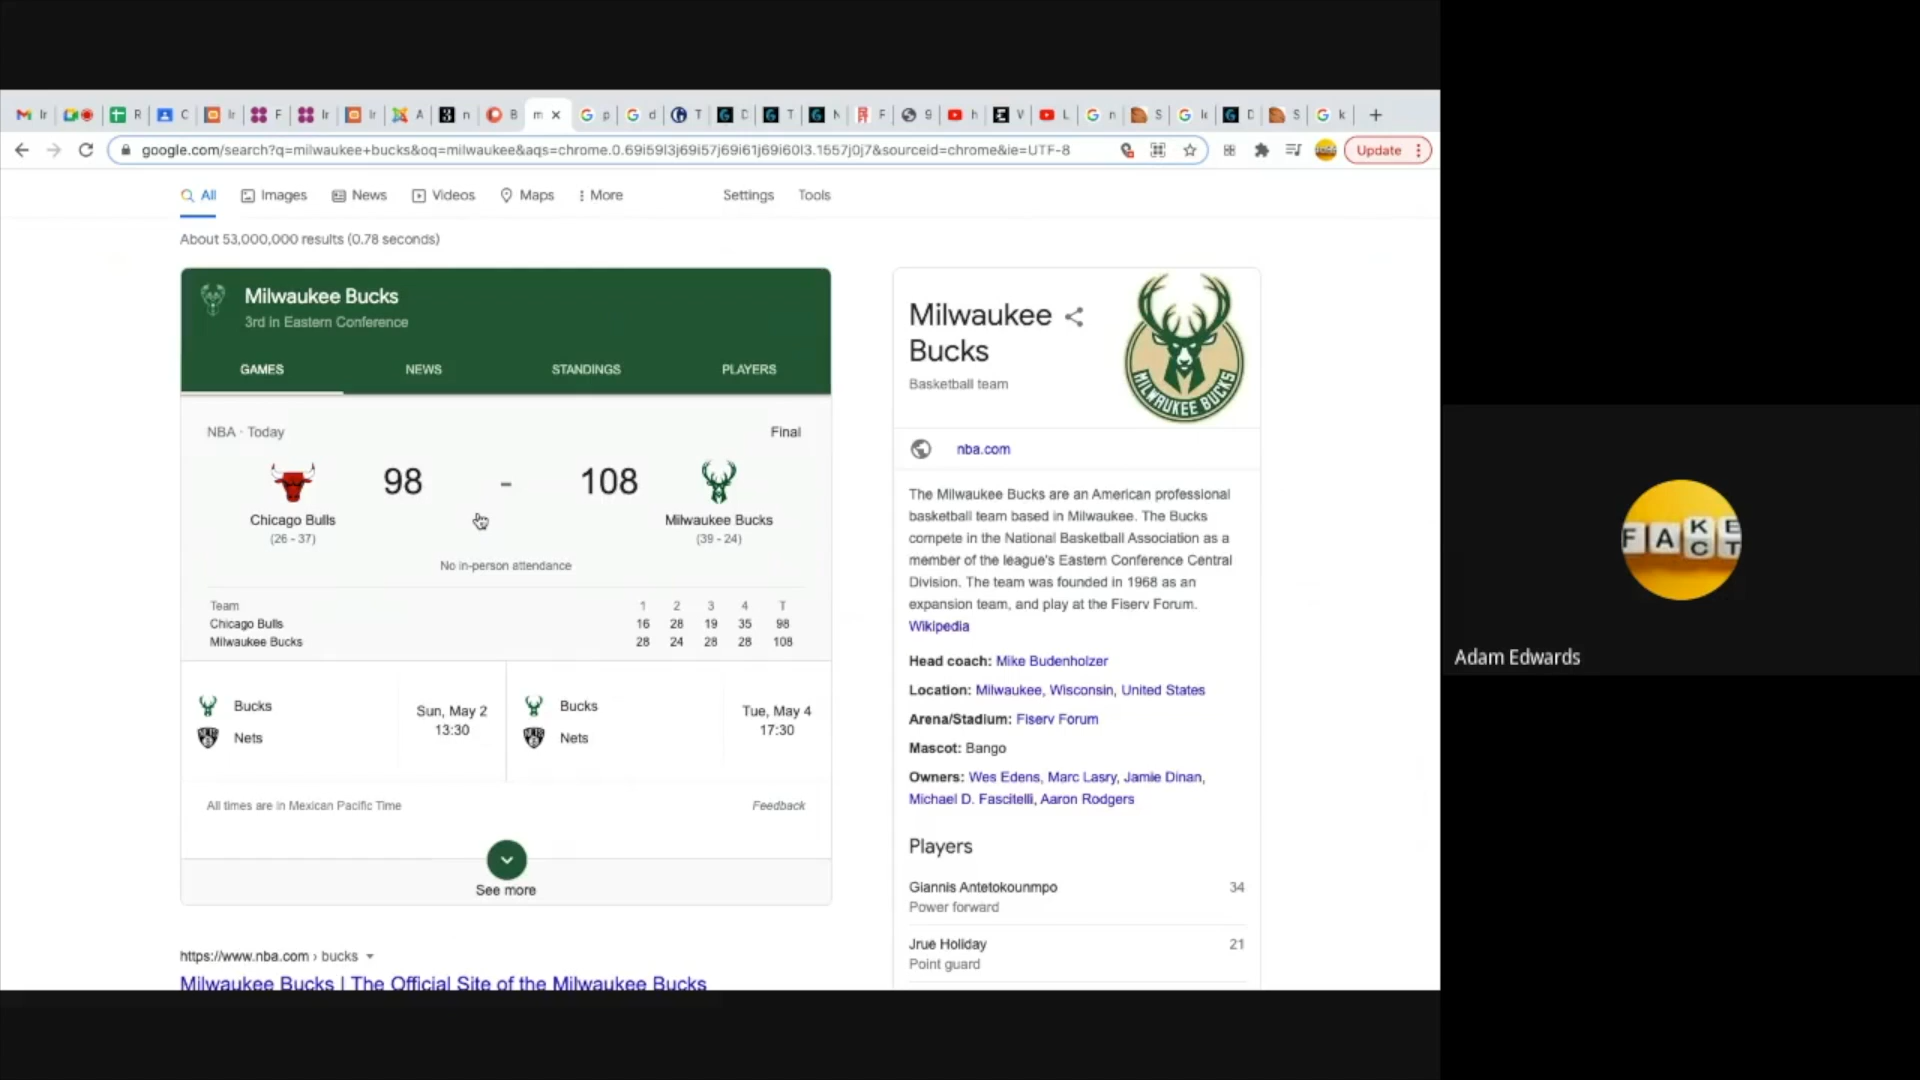 Ir
R
C
Ir
F
Ir
Ir
A
n
B
m
p
d
T
D
T
N
F
9
h
V
L
n
S
k
+
google.com/search?q=milwaukee+bucks&oq=milwaukee&aqs=chrome.0.69i59l3j69i57j69i61j69i60l3.1557j0j7&sourceid=chrome&ie=UTF-8
Update
All Images News Videos Maps More Settings Tools
About 53,000,000 results (0.78 seconds)
Milwaukee Bucks
3rd in Eastern Conference
GAMES NEWS STANDINGS PLAYERS
NBA · Today Final
98 - 108
Chicago Bulls Milwaukee Bucks
(26 - 37) (39 - 24)
No in-person attendance
Team 1 2 3 4 T
Chicago Bulls 16 28 19 35 98
Milwaukee Bucks 28 24 28 28 108
Bucks
Nets
Sun, May 2
13:30
Bucks
Nets
Tue, May 4
17:30
All times are in Mexican Pacific Time Feedback
See more
https://www.nba.com › bucks
Milwaukee Bucks | The Official Site of the Milwaukee Bucks
Milwaukee
Bucks
Basketball team
MILWAUKEE BUCKS
nba.com
The Milwaukee Bucks are an American professional
basketball team based in Milwaukee. The Bucks
compete in the National Basketball Association as a
member of the league's Eastern Conference Central
Division. The team was founded in 1968 as an
expansion team, and play at the Fiserv Forum.
Wikipedia
Head coach: Mike Budenholzer
Location: Milwaukee, Wisconsin, United States
Arena/Stadium: Fiserv Forum
Mascot: Bango
Owners: Wes Edens, Marc Lasry, Jamie Dinan,
Michael D. Fascitelli, Aaron Rodgers
Players
Giannis Antetokounmpo 34
Power forward
Jrue Holiday 21
Point guard
FAKE
CT
Adam Edwards